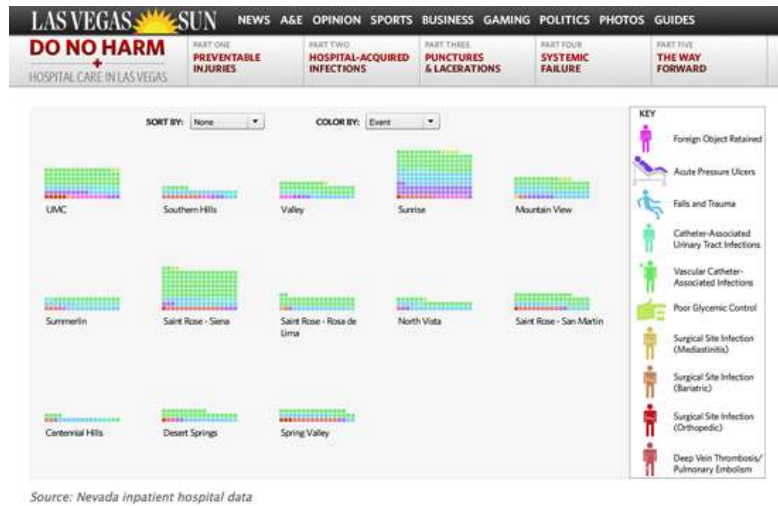 LAS VEGAS SUN
NEWS A&E OPINION SPORTS BUSINESS GAMING POLITICS PHOTOS GUIDES
DO NO HARM
HOSPITAL CARE IN LAS VEGAS
PART ONE
PREVENTABLE
INJURIES
PART TWO
HOSPITAL-ACQUIRED
INFECTIONS
PART THREE
PUNCTURES
& LACERATIONS
PART FOUR
SYSTEMIC
FAILURE
PART FIVE
THE WAY
FORWARD
SORT BY: None
COLOR BY: Event
UMC
Southern Hills
Valley
Sunrise
Mountain View
Summerlin
Saint Rose - Siena
Saint Rose - Rosa de
Lima
North Vista
Saint Rose - San Martin
Centennial Hills
Desert Springs
Spring Valley
KEY
Foreign Object Retained
Acute Pressure Ulcers
Falls and Trauma
Catheter-Associated
Urinary Tract Infections
Vascular Catheter-
Associated Infections
Poor Glycemic Control
Surgical Site Infection
(Mediastinitis)
Surgical Site Infection
(Bariatric)
Surgical Site Infection
(Orthopedic)
Deep Vein Thrombosis/
Pulmonary Embolism
Source: Nevada inpatient hospital data